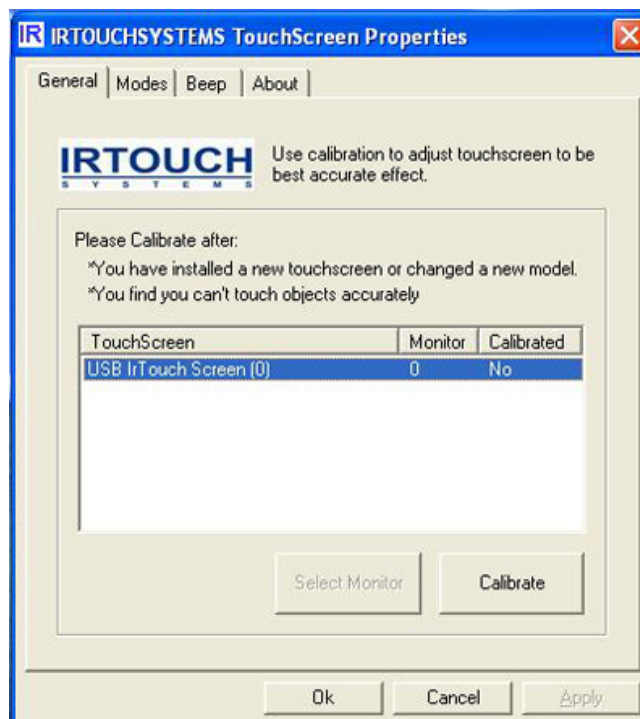 IR IRTOUCHSYSTEMS TouchScreen Properties
General Modes Beep About
IRTOUCH
SYSTEMS
Use calibration to adjust touchscreen to be
best accurate effect.
Please Calibrate after:
*You have installed a new touchscreen or changed a new model.
*You find you can't touch objects accurately
TouchScreen Monitor Calibrated
USB IrTouch Screen (0) 0 No
Select Monitor Calibrate
Ok Cancel Apply